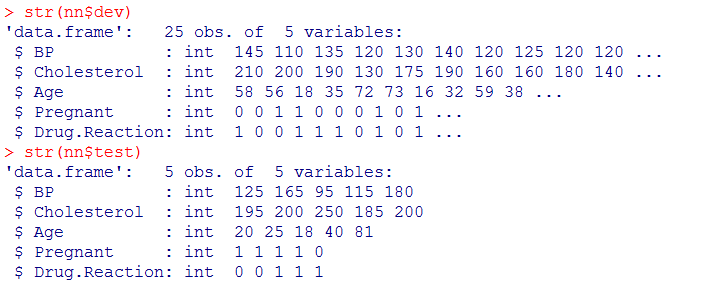 > str(nn$dev)
'data.frame':   25 obs. of  5 variables:
 $ BP           : int  145 110 135 120 130 140 120 125 120 120 ...
 $ Cholesterol  : int  210 200 190 130 175 190 160 160 180 140 ...
 $ Age          : int  58 56 18 35 72 73 16 32 59 38 ...
 $ Pregnant     : int  0 0 1 1 0 0 0 1 0 1 ...
 $ Drug.Reaction: int  1 0 0 1 1 1 0 1 0 1 ...
> str(nn$test)
'data.frame':   5 obs. of  5 variables:
 $ BP           : int  125 165 95 115 180
 $ Cholesterol  : int  195 200 250 185 200
 $ Age          : int  20 25 18 40 81
 $ Pregnant     : int  1 1 1 1 0
 $ Drug.Reaction: int  0 0 1 1 1